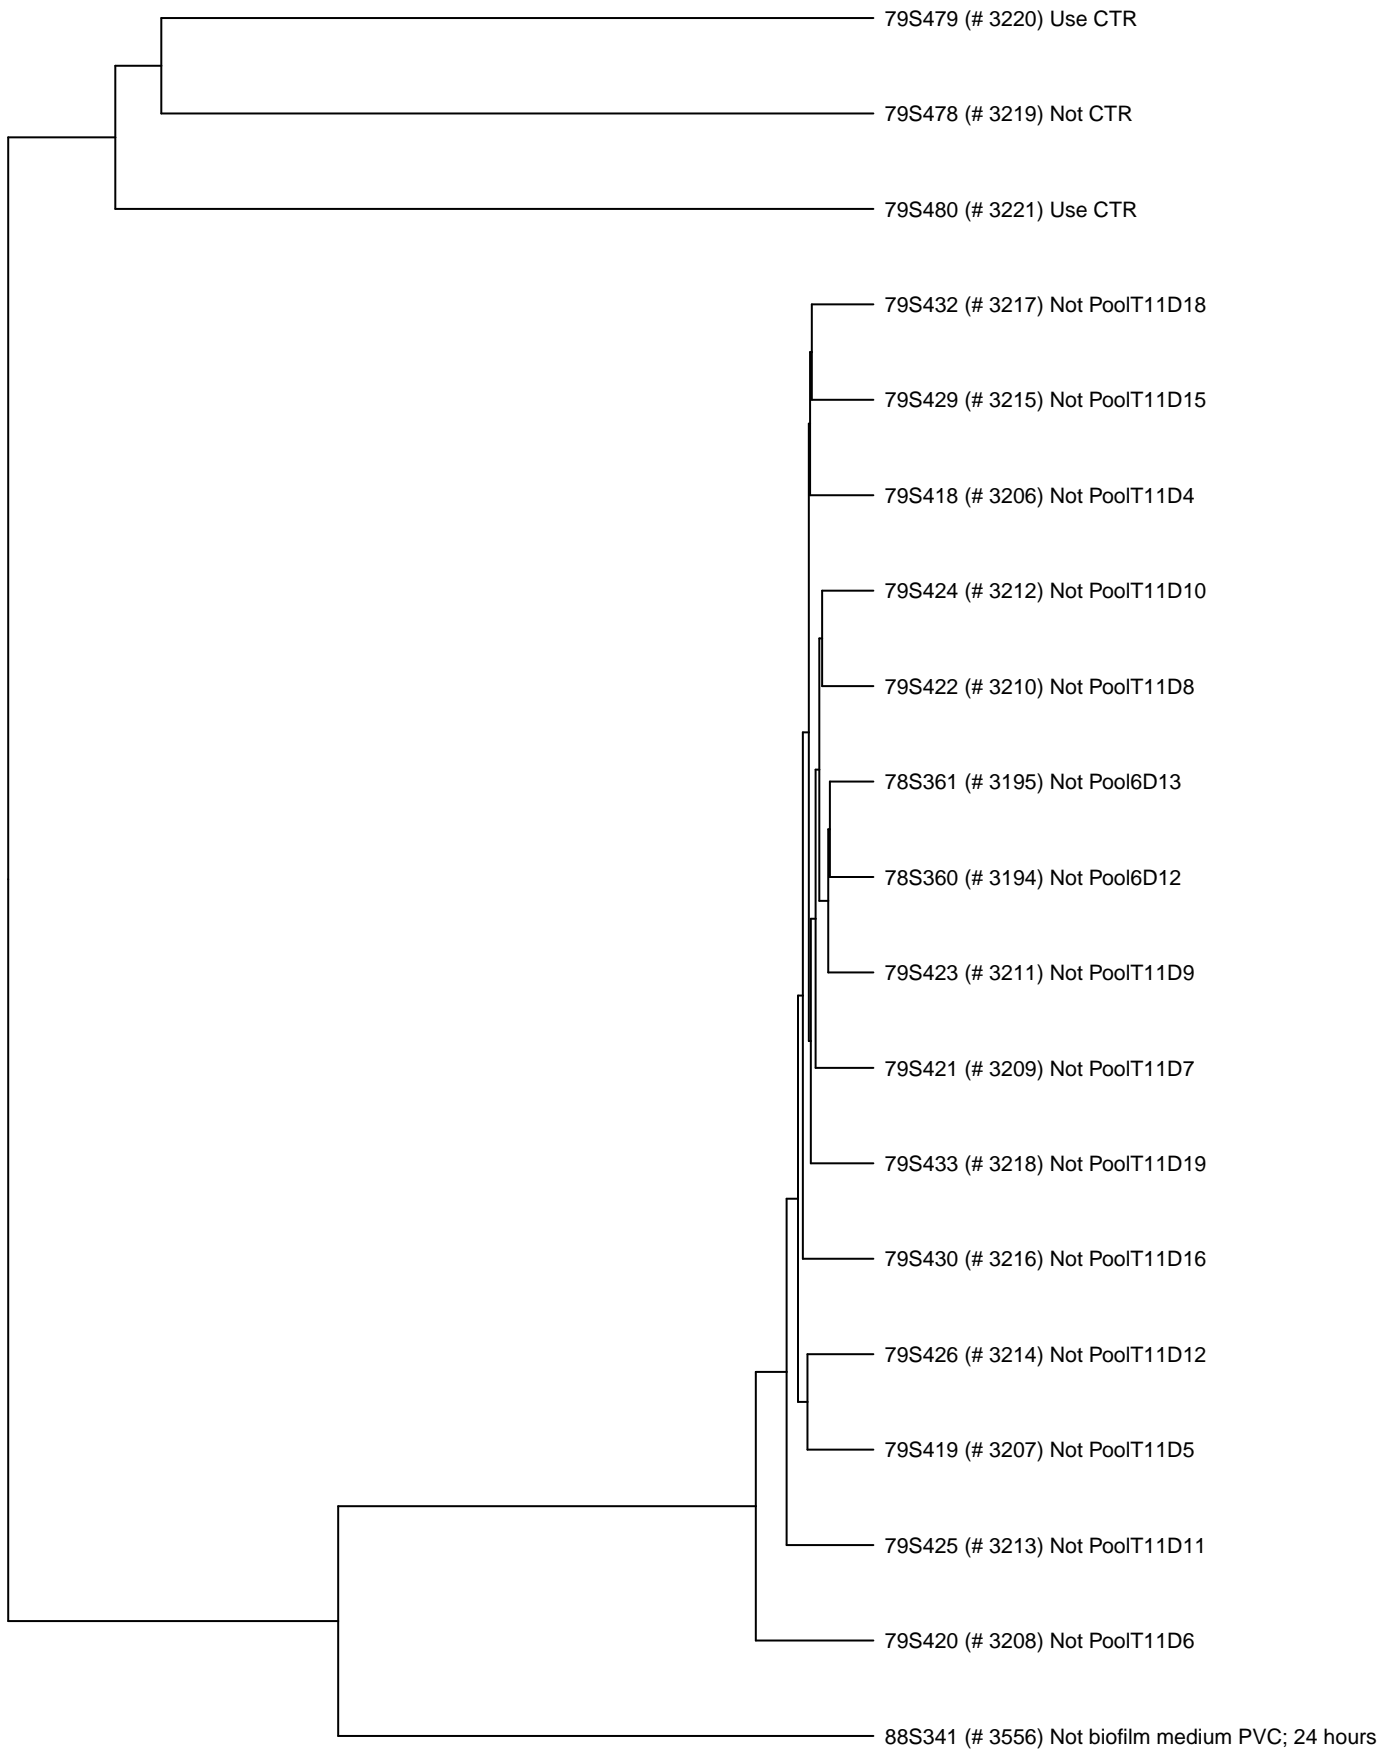 79S479 (# 3220) Use CTR
79S478 (# 3219) Not CTR
79S480 (# 3221) Use CTR
79S432 (# 3217) Not PoolT11D18
79S429 (# 3215) Not PoolT11D15
79S418 (# 3206) Not PoolT11D4
79S424 (# 3212) Not PoolT11D10
79S422 (# 3210) Not PoolT11D8
78S361 (# 3195) Not Pool6D13
78S360 (# 3194) Not Pool6D12
79S423 (# 3211) Not PoolT11D9
79S421 (# 3209) Not PoolT11D7
79S433 (# 3218) Not PoolT11D19
79S430 (# 3216) Not PoolT11D16
79S426 (# 3214) Not PoolT11D12
79S419 (# 3207) Not PoolT11D5
79S425 (# 3213) Not PoolT11D11
79S420 (# 3208) Not PoolT11D6
88S341 (# 3556) Not biofilm medium PVC; 24 hours